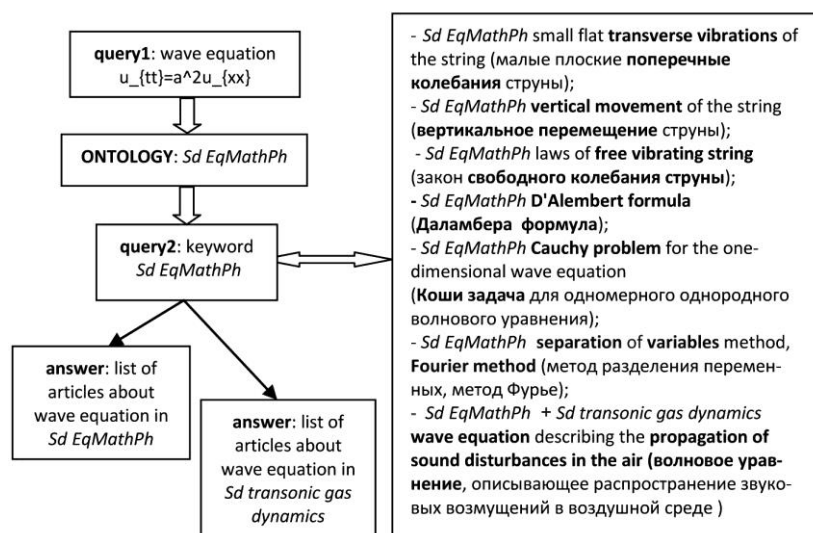 query1: wave equation
u_{tt}=a^2u_{xx}
ONTOLOGY: Sd EqMathPh
query2: keyword
Sd EqMathPh
answer: list of
articles about
wave equation in
Sd EqMathPh
answer: list of
articles about
wave equation in
Sd transonic gas
dynamics
- Sd EqMathPh small flat transverse vibrations of
the string (малые плоские поперечные
колебания струны);
- Sd EqMathPh vertical movement of the string
(вертикальное перемещение струны);
- Sd EqMathPh laws of free vibrating string
(закон свободного колебания струны);
- Sd EqMathPh D'Alembert formula
(Даламбера формула);
- Sd EqMathPh Cauchy problem for the one-
dimensional wave equation
(Коши задача для одномерного однородного
волнового уравнения);
- Sd EqMathPh separation of variables method,
Fourier method (метод разделения перемен-
ных, метод Фурье);
- Sd EqMathPh + Sd transonic gas dynamics
wave equation describing the propagation of
sound disturbances in the air (волновое урав-
нение, описывающее распространение звуко-
вых возмущений в воздушной среде )